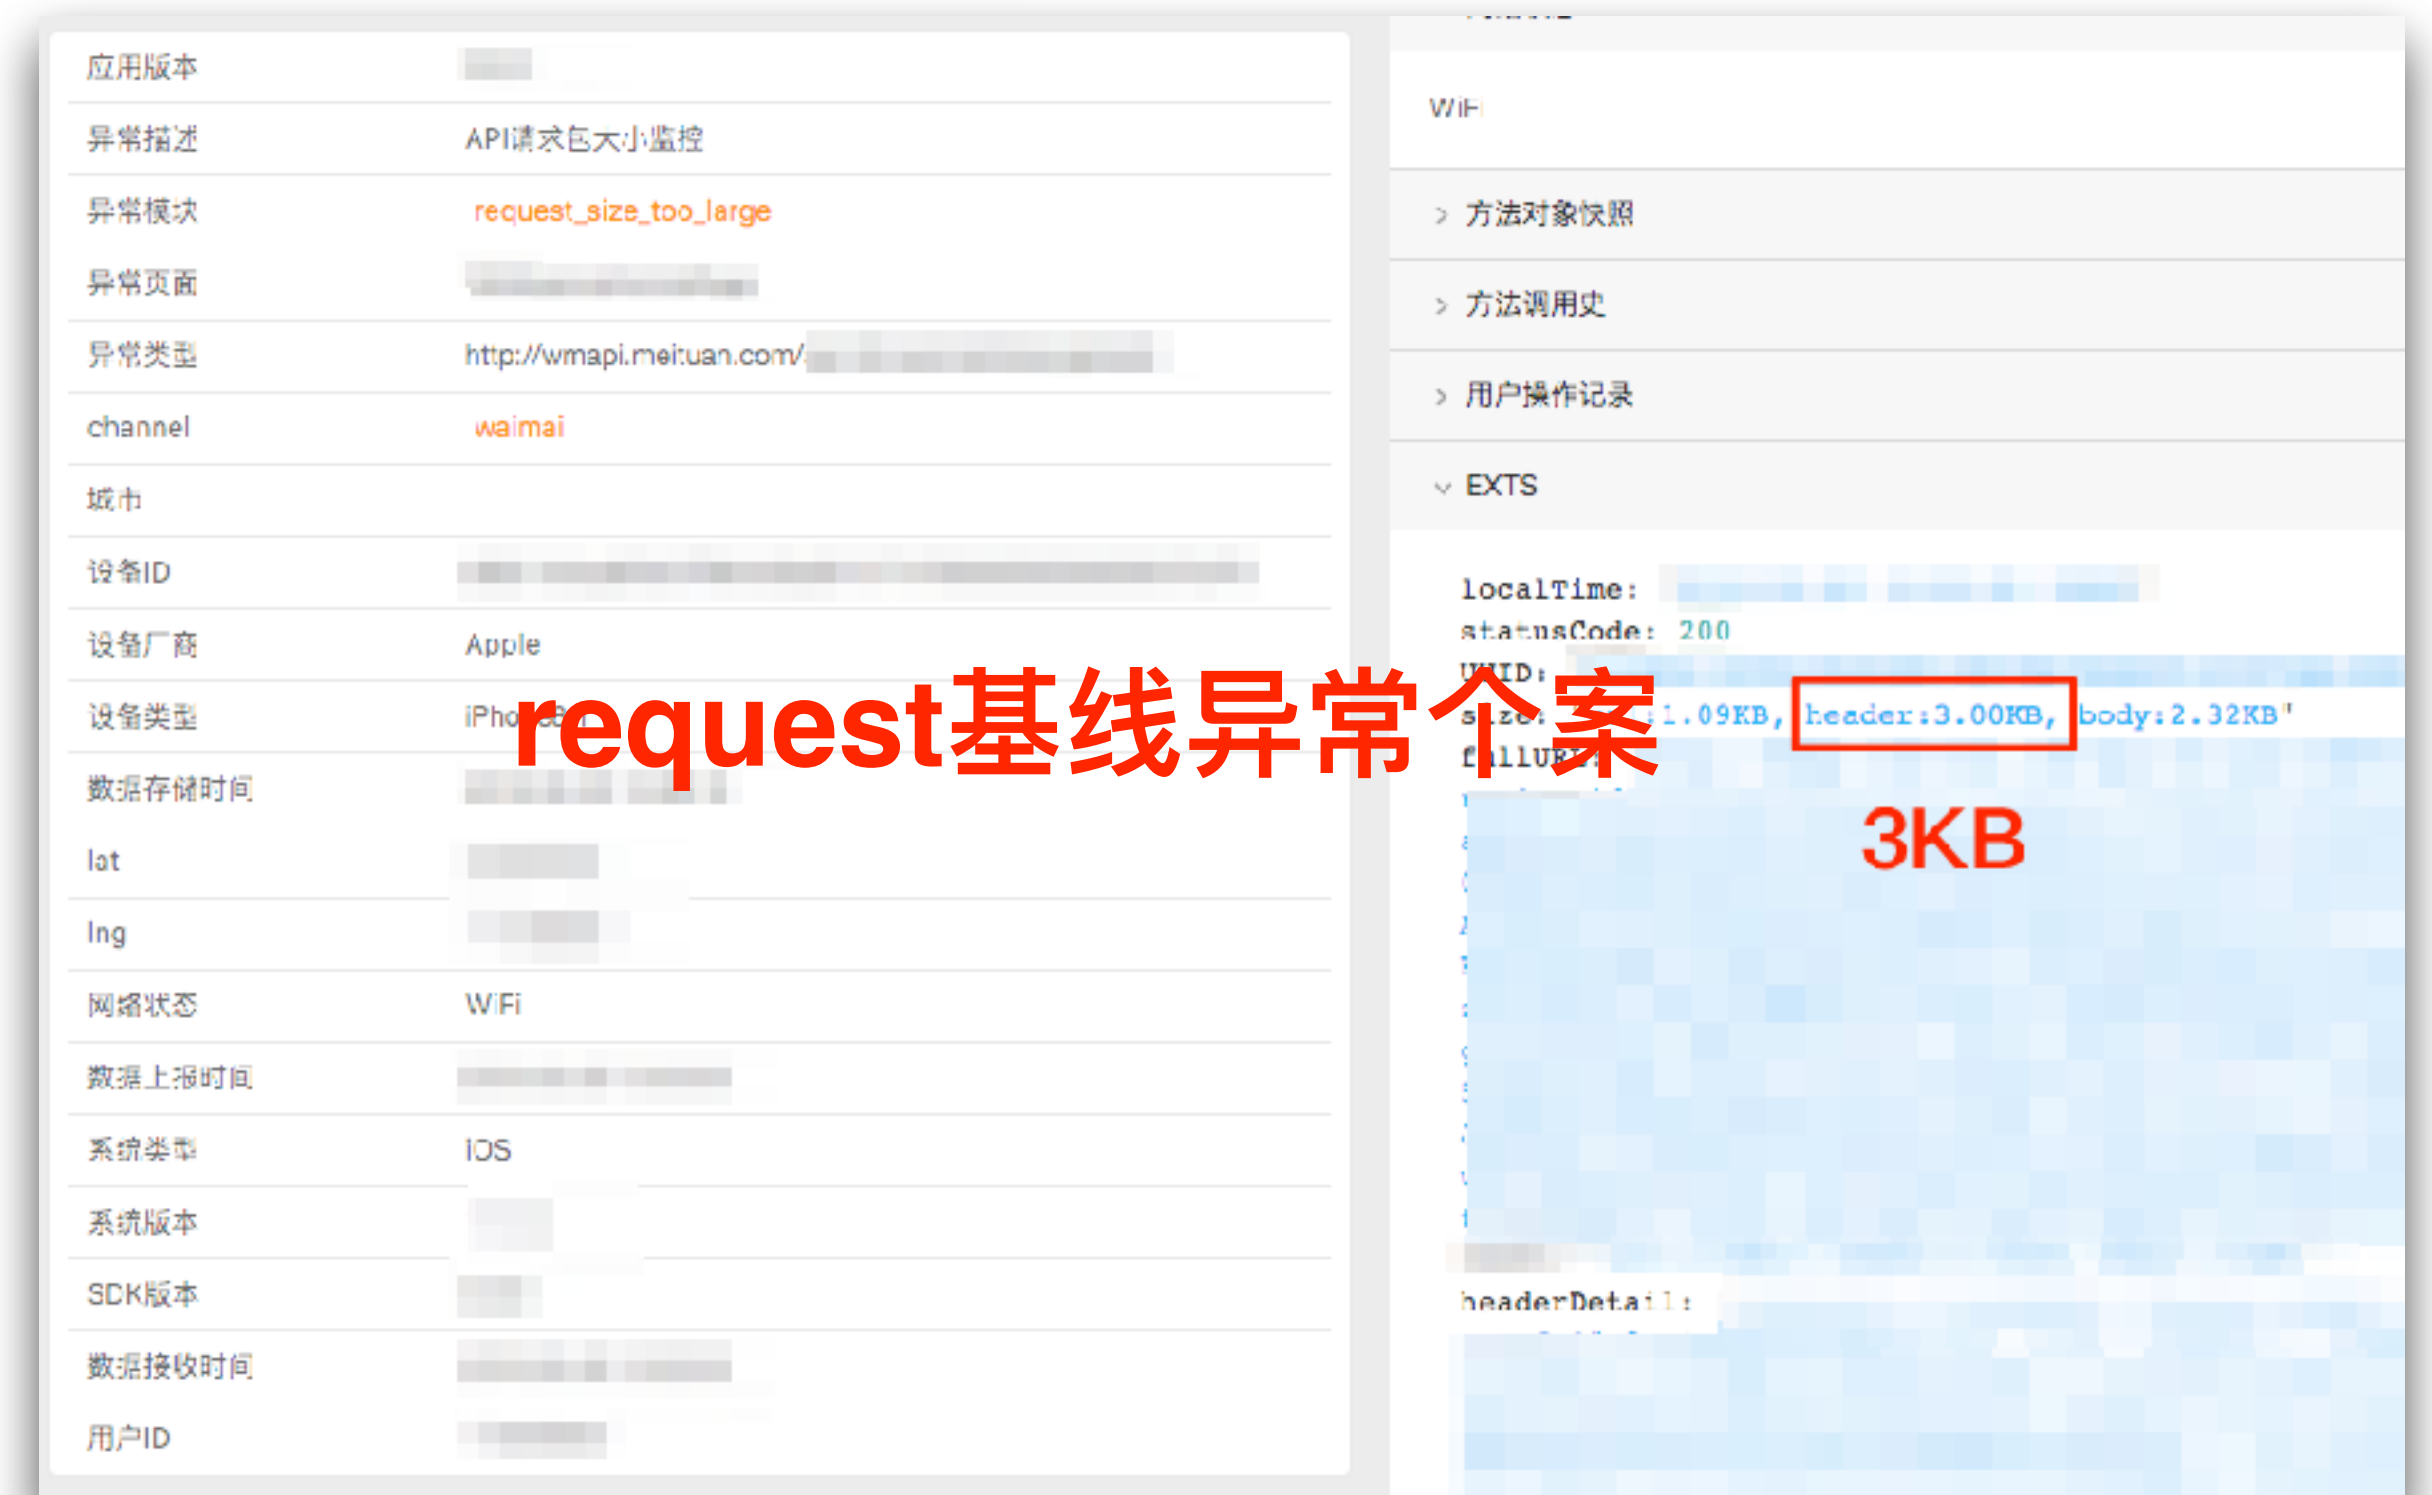 应用版本
异常描述 API请求包大小监控
异常模块 request_size_too_large
异常页面
异常类型 http://wmapi.meituan.com/
channel waimai
城市
设备ID
设备厂商 Apple
设备类型
数据存储时间
lat
lng
网络状态 WiFi
数据上报时间
系统类型 iOS
系统版本
SDK版本
数据接收时间
用户ID
WiFi
方法对象快照
方法调用史
用户操作记录
EXTS
localTime:
statusCode: 200
UUID:
size: :1.09KB, header:3.00KB, body:2.32KB"
fullURL:
headerDetail:
request基线异常个案
3KB